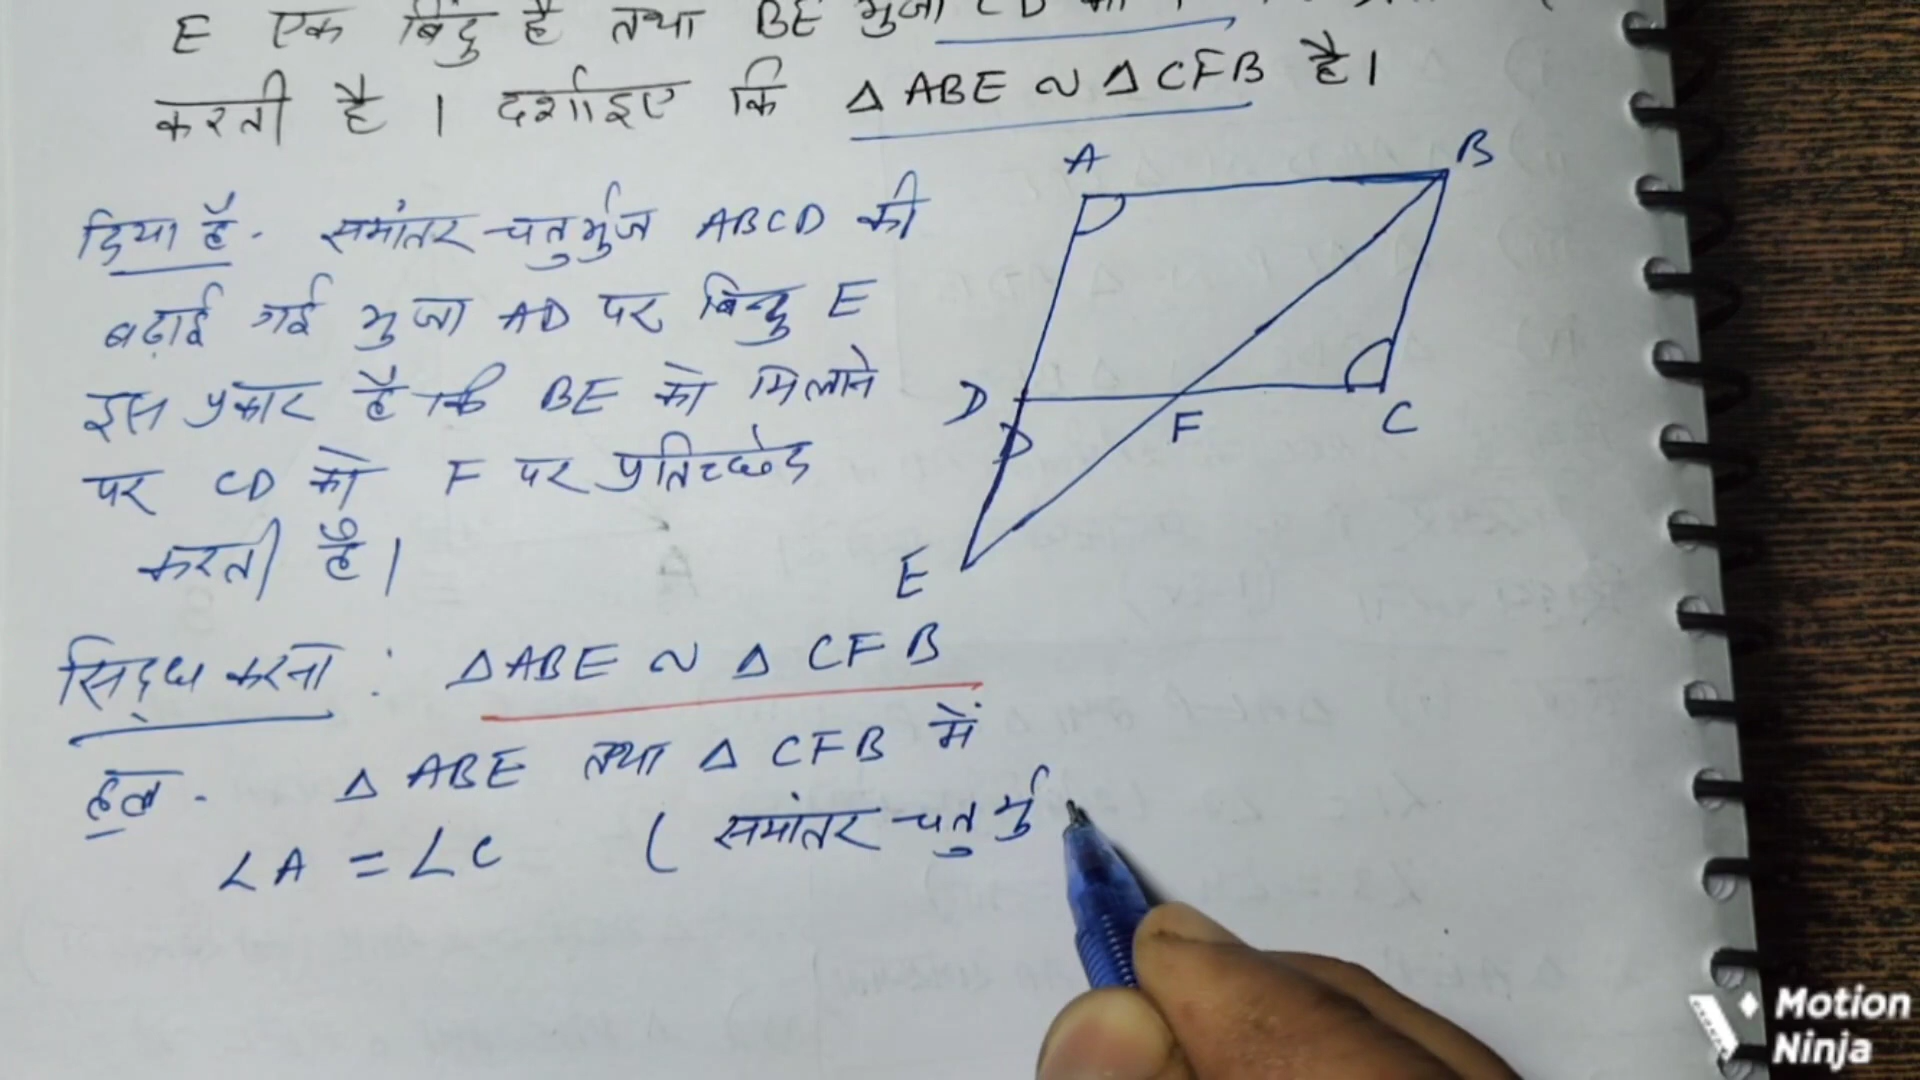 E एक बिंदु है तथा BE भुजा CD को
करती है । दर्शाइए कि △ ABE ~ △ CFB है।
दिया है - समांतर चतुर्भुज ABCD की
बढ़ाई गई भुजा AD पर बिन्दु E
इस प्रकार है कि BE को मिलाने
पर CD को F पर प्रतिच्छेद
करती है।
A
B
D
F
C
E
सिद्ध करना : △ABE ~ △ CFB
हल - △ ABE तथा △ CFB में
∠A = ∠C ( समांतर चतुर्भु
Motion
Ninja